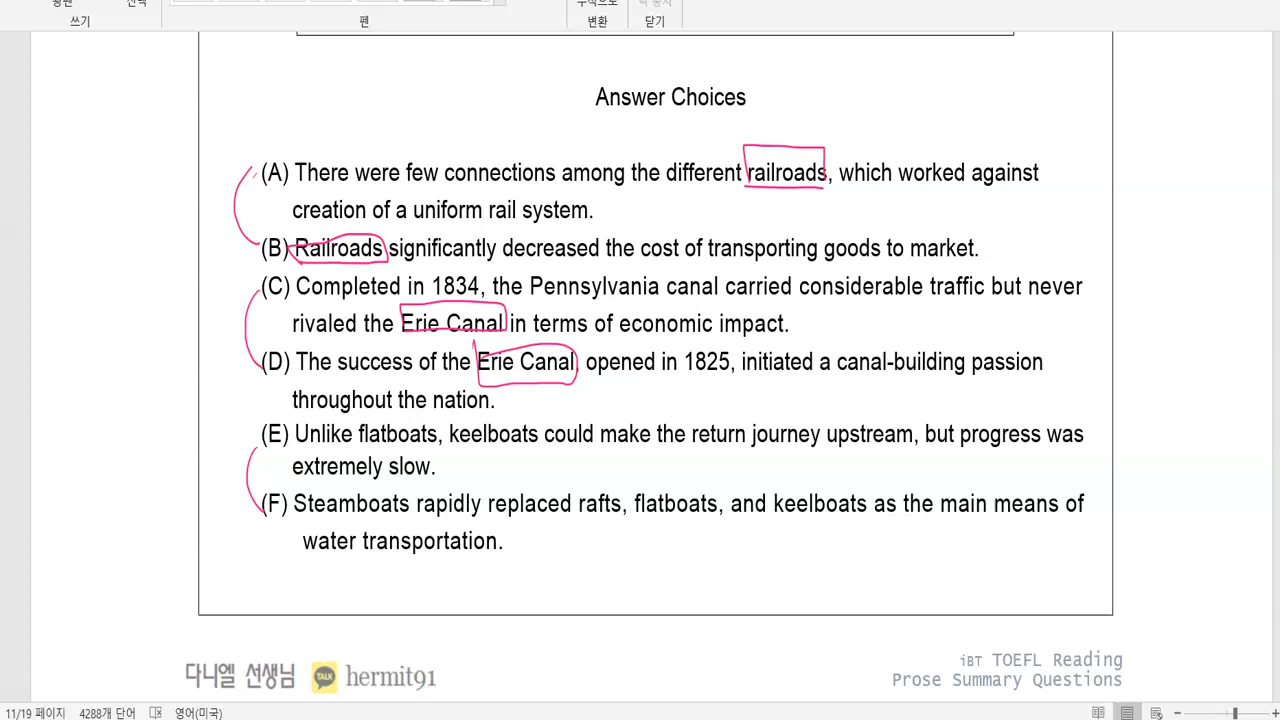 쓰기
펜
변환
닫기
Answer Choices
(A) There were few connections among the different railroads, which worked against
creation of a uniform rail system.
(B) Railroads significantly decreased the cost of transporting goods to market.
(C) Completed in 1834, the Pennsylvania canal carried considerable traffic but never
rivaled the Erie Canal in terms of economic impact.
(D) The success of the Erie Canal, opened in 1825, initiated a canal-building passion
throughout the nation.
(E) Unlike flatboats, keelboats could make the return journey upstream, but progress was
extremely slow.
(F) Steamboats rapidly replaced rafts, flatboats, and keelboats as the main means of
water transportation.
다니엘 선생님 TALK hermit91
iBT TOEFL Reading
Prose Summary Questions
11/19 페이지 4288개 단어 영어(미국)